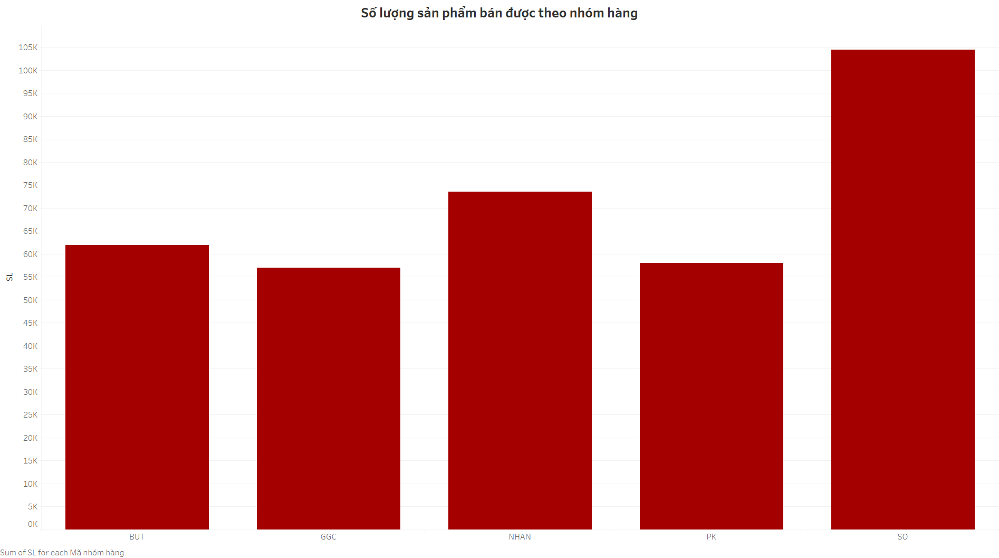 Số lượng sản phẩm bán được theo nhóm hàng
SL
105K
100K
95K
90K
85K
80K
75K
70K
65K
60K
55K
50K
45K
40K
35K
30K
25K
20K
15K
10K
5K
0K
BUT GGC NHAN PK SO
Sum of SL for each Mã nhóm hàng.